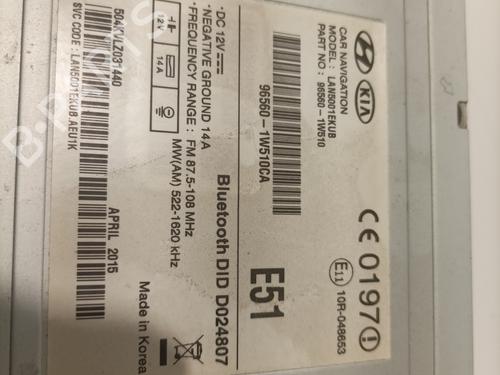 KIA
CAR NAVIGATION
MODEL: LAN5001EKUB
PART NO : 96560-1W510
96560-1W510CA
CE 0197
E11 10R-048653
E51
Bluetooth DID D024807
*DC 12V
*NEGATIVE GROUND 14A
*FREQUENCY RANGE : FM 87.5-108 MHz
MW(AM) 522-1620 kHz
12V
14A
504KVLZ031440
SVC CODE : LAN5001EKUB.AEU1K
APRIL 2015
Made in Korea